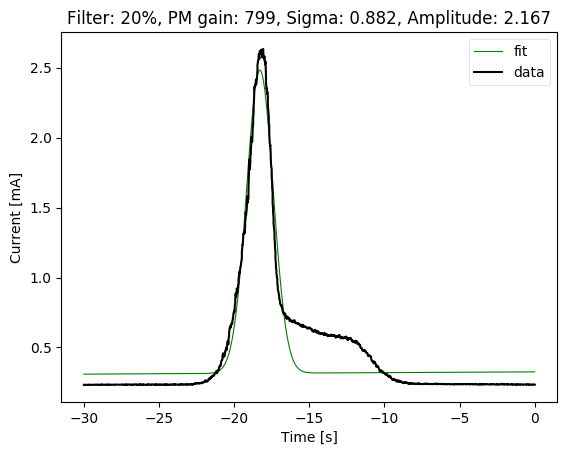 Filter: 20%, PM gain: 799, Sigma: 0.882, Amplitude: 2.167
fit
data
2.5
2.0
1.5
1.0
0.5
Current [mA]
−30
−25
−20
−15
−10
−5
0
Time [s]